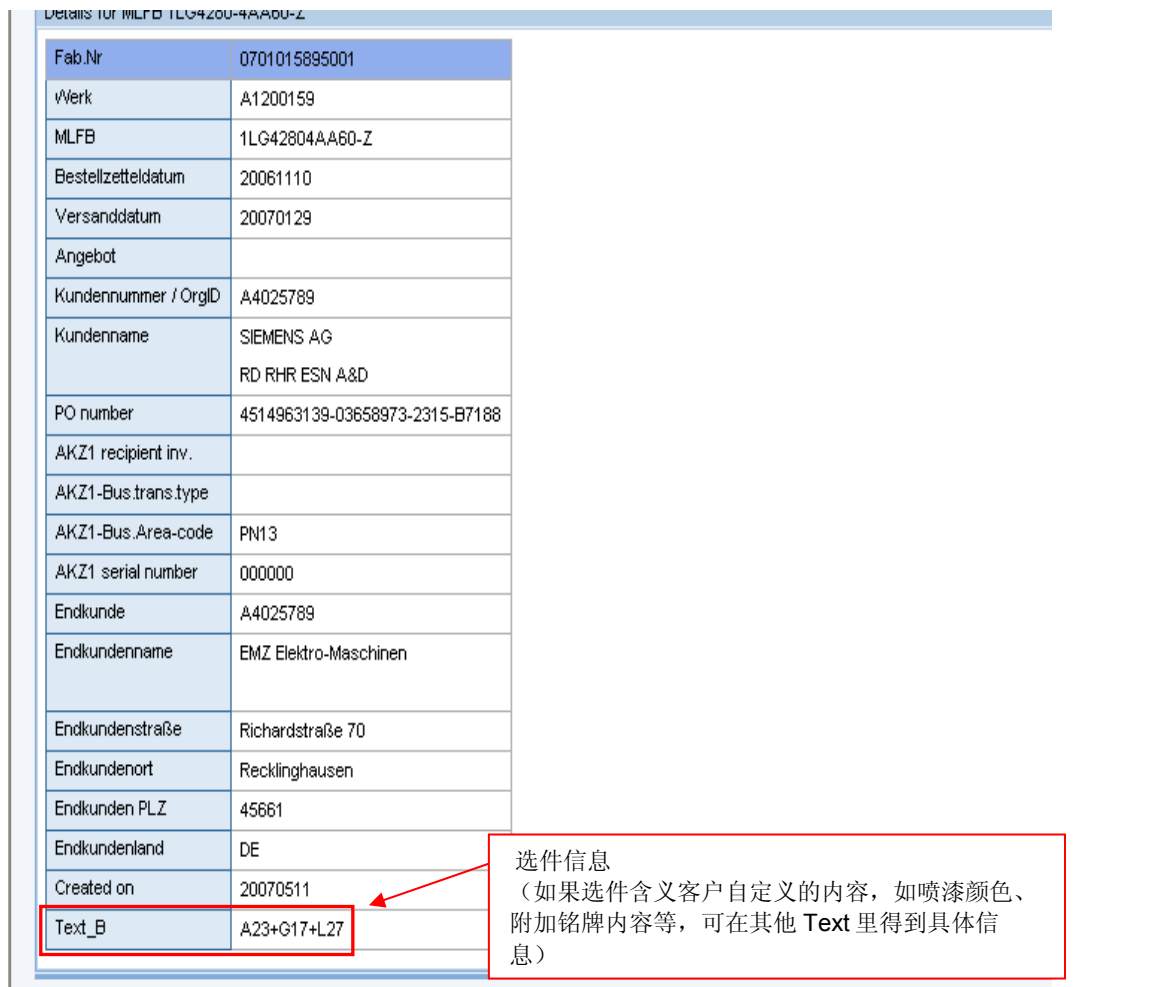 Details for MLFB 1LG4280-4AA60-Z
Fab.Nr 0701015895001
Werk A1200159
MLFB 1LG42804AA60-Z
Bestellzetteldatum 20061110
Versanddatum 20070129
Angebot
Kundennummer / OrgID A4025789
Kundenname SIEMENS AG
RD RHR ESN A&D
PO number 4514963139-03658973-2315-B7188
AKZ1 recipient inv.
AKZ1-Bus.trans.type
AKZ1-Bus.Area-code PN13
AKZ1 serial number 000000
Endkunde A4025789
Endkundenname EMZ Elektro-Maschinen
Endkundenstraße Richardstraße 70
Endkundenort Recklinghausen
Endkunden PLZ 45661
Endkundenland DE
Created on 20070511
Text_B A23+G17+L27
选件信息
（如果选件含义客户自定义的内容，如喷漆颜色、
附加铭牌内容等，可在其他 Text 里得到具体信
息）